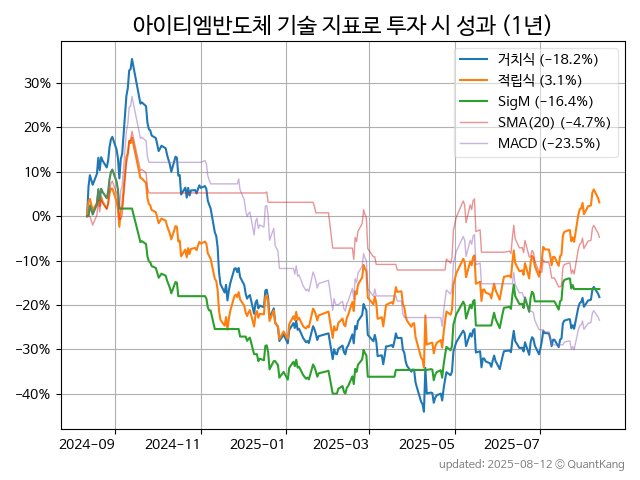 아이티엠반도체 기술 지표로 투자 시 성과 (1년)
거치식 (−18.2%)
적립식 (3.1%)
SigM (−16.4%)
SMA(20) (−4.7%)
MACD (−23.5%)
30%
20%
10%
0%
−10%
−20%
−30%
−40%
2024−09 2024−11 2025−01 2025−03 2025−05 2025−07
updated: 2025−08−12 © QuantKang